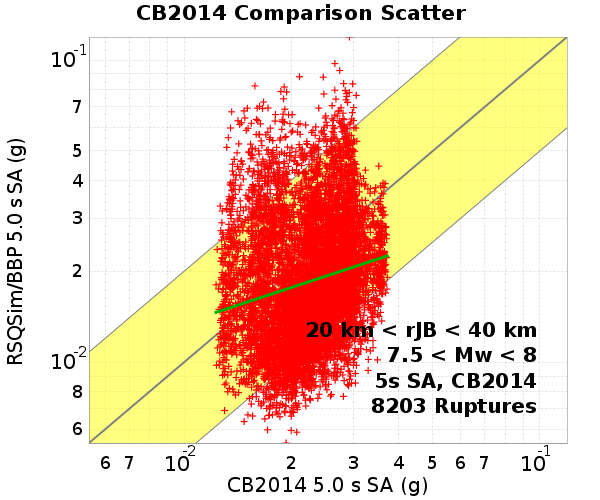 CB2014 Comparison Scatter
RSQSim/BBP 5.0 s SA (g)
10-1
7
5
4
3
2
10-2
8
6
20 km < rJB < 40 km
7.5 < Mw < 8
5s SA, CB2014
8203 Ruptures
6 7 10-2 2 3 4 5 6 7 10-1
CB2014 5.0 s SA (g)